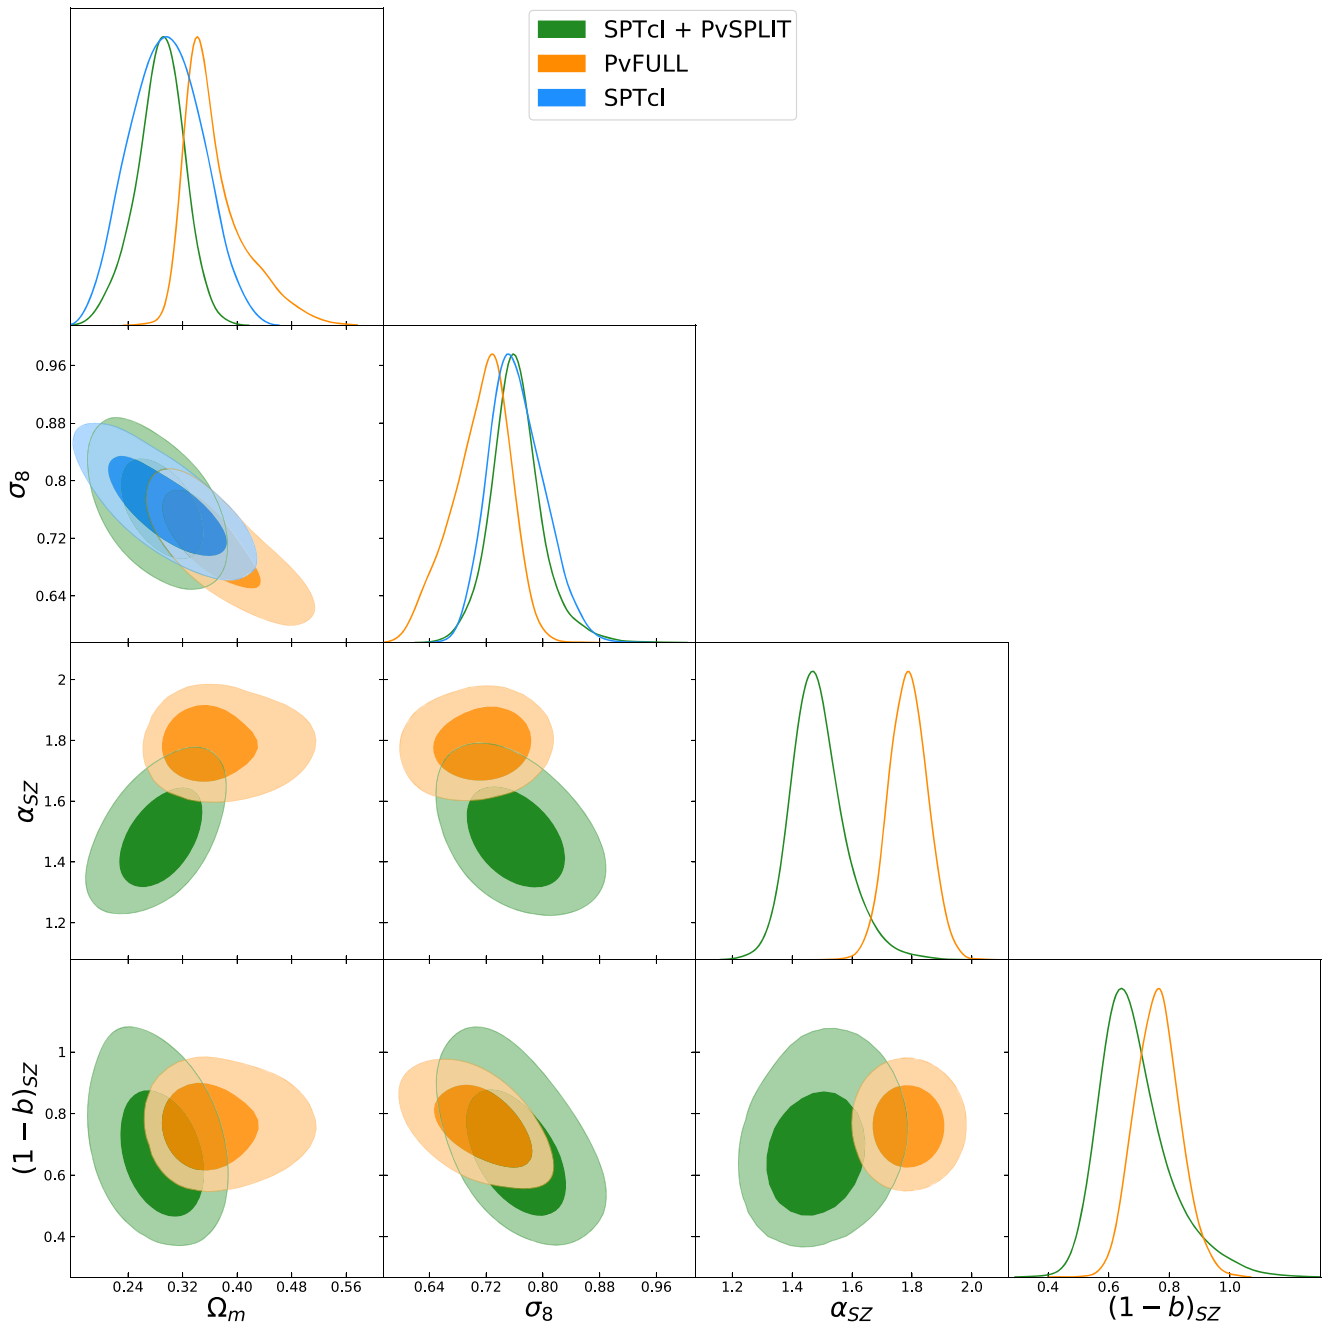 SPTcl + PvSPLIT
PvFULL
SPTcl
0.96
0.88
0.8
0.72
0.64
σ8
2
1.8
1.6
1.4
1.2
αSZ
1
0.8
0.6
0.4
(1 − b)SZ
0.24 0.32 0.40 0.48 0.56
0.64 0.72 0.80 0.88 0.96
1.2 1.4 1.6 1.8 2.0
0.4 0.6 0.8 1.0
Ωm
σ8
αSZ
(1 − b)SZ